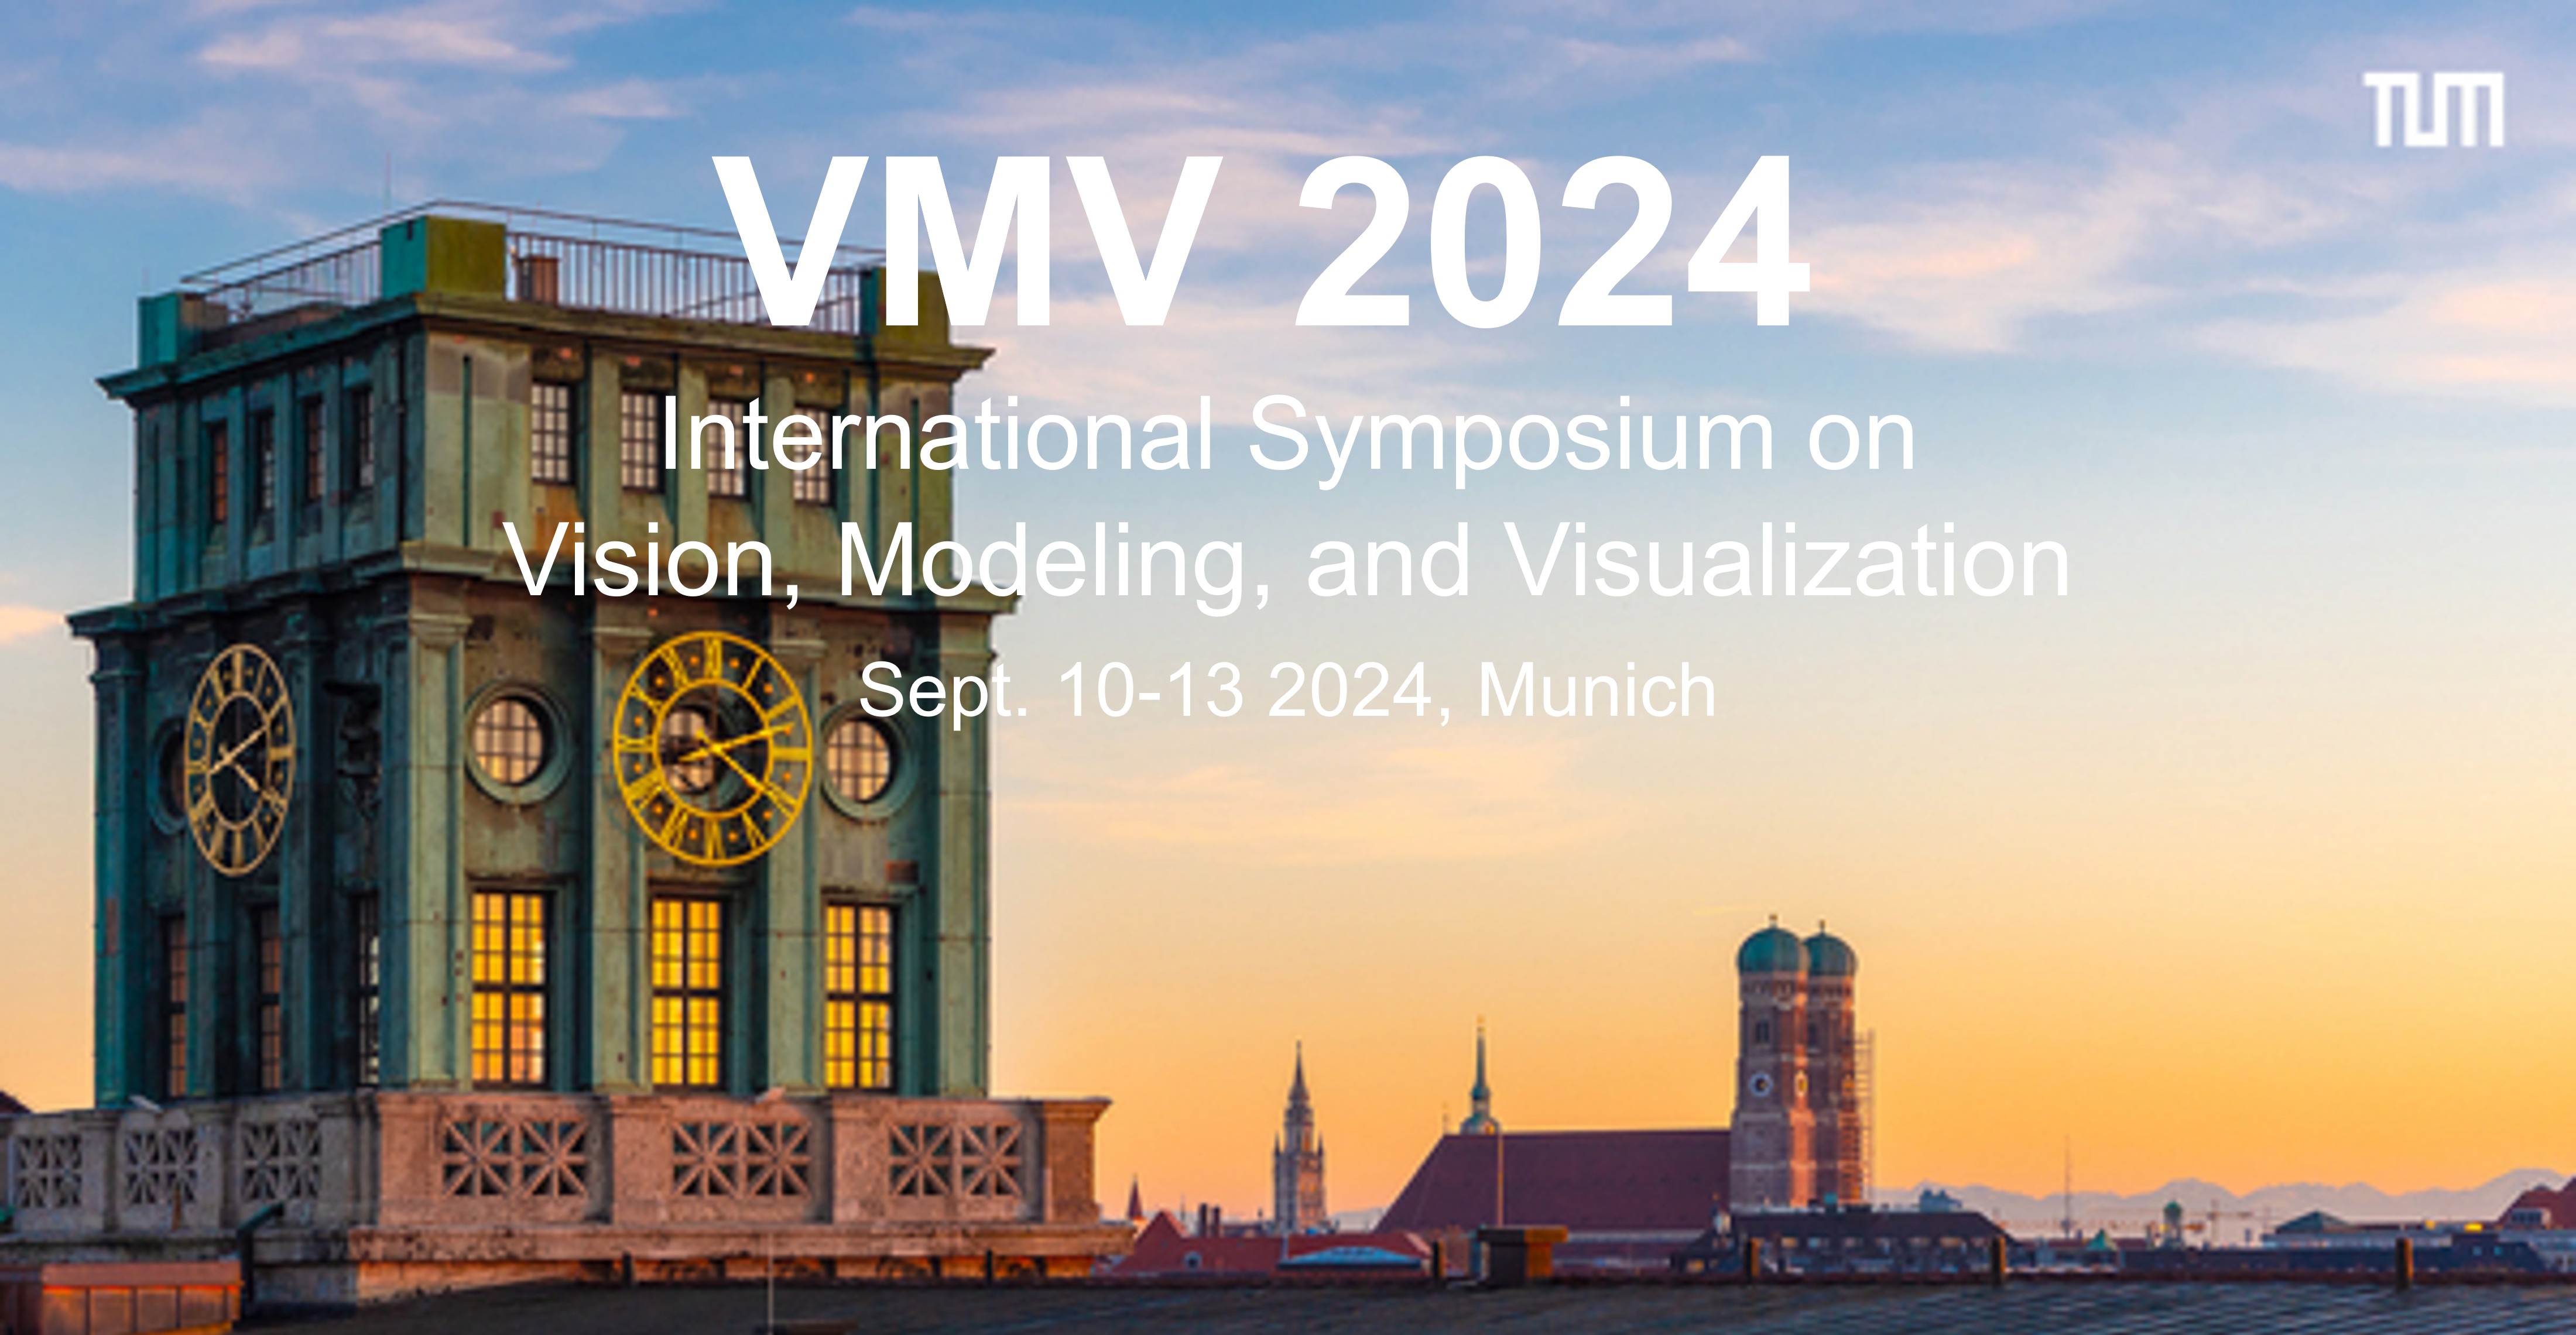 TUM
VMV 2024
International Symposium on
Vision, Modeling, and Visualization
Sept. 10-13 2024, Munich